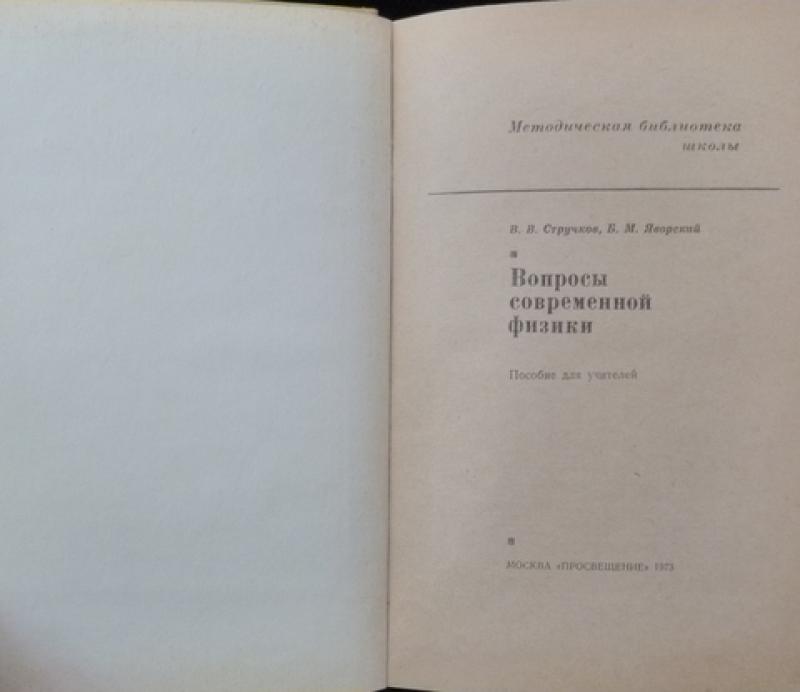 Методическая библиотека
школы
В. В. Стручков, Б. М. Яворский
Вопросы
современной
физики
Пособие для учителей
МОСКВА «ПРОСВЕЩЕНИЕ» 1973